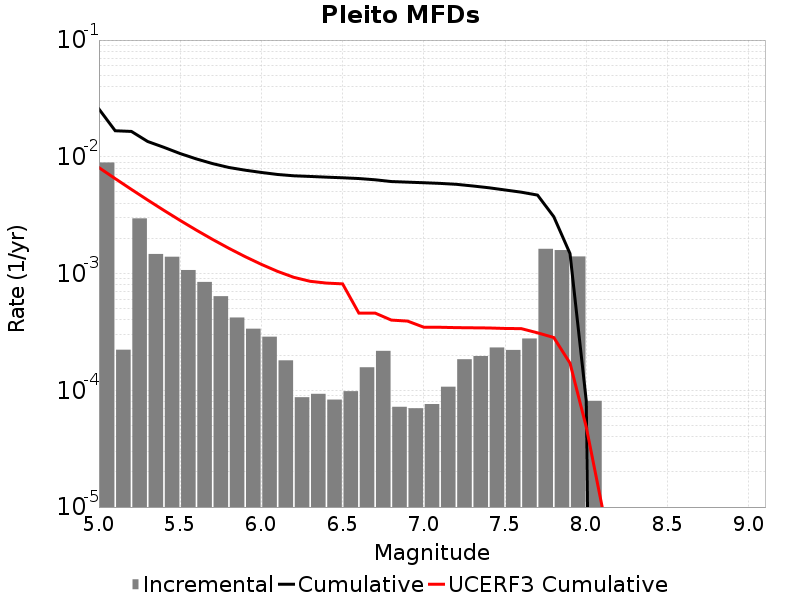 Pleito MFDs
10-1
10-2
10-3
10-4
10-5
Rate (1/yr)
5.0 5.5 6.0 6.5 7.0 7.5 8.0 8.5 9.0
Magnitude
Incremental Cumulative UCERF3 Cumulative